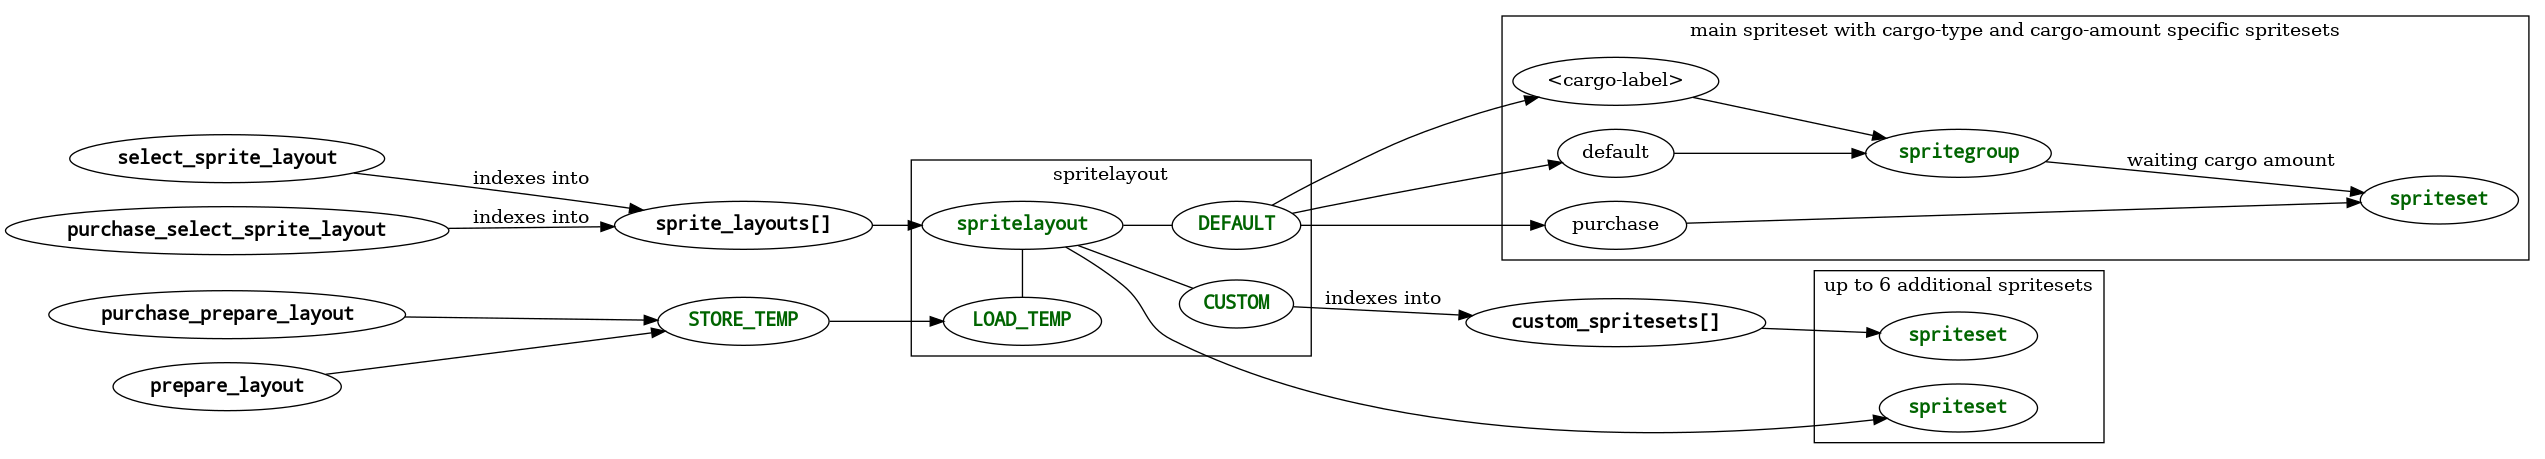 main spriteset with cargo-type and cargo-amount specific spritesets
<cargo-label>
default
spritegroup
waiting cargo amount
spriteset
purchase
select_sprite_layout
indexes into
purchase_select_sprite_layout
indexes into
sprite_layouts[]
spritelayout
spritelayout
DEFAULT
LOAD_TEMP
CUSTOM
purchase_prepare_layout
STORE_TEMP
prepare_layout
indexes into
custom_spritesets[]
up to 6 additional spritesets
spriteset
spriteset